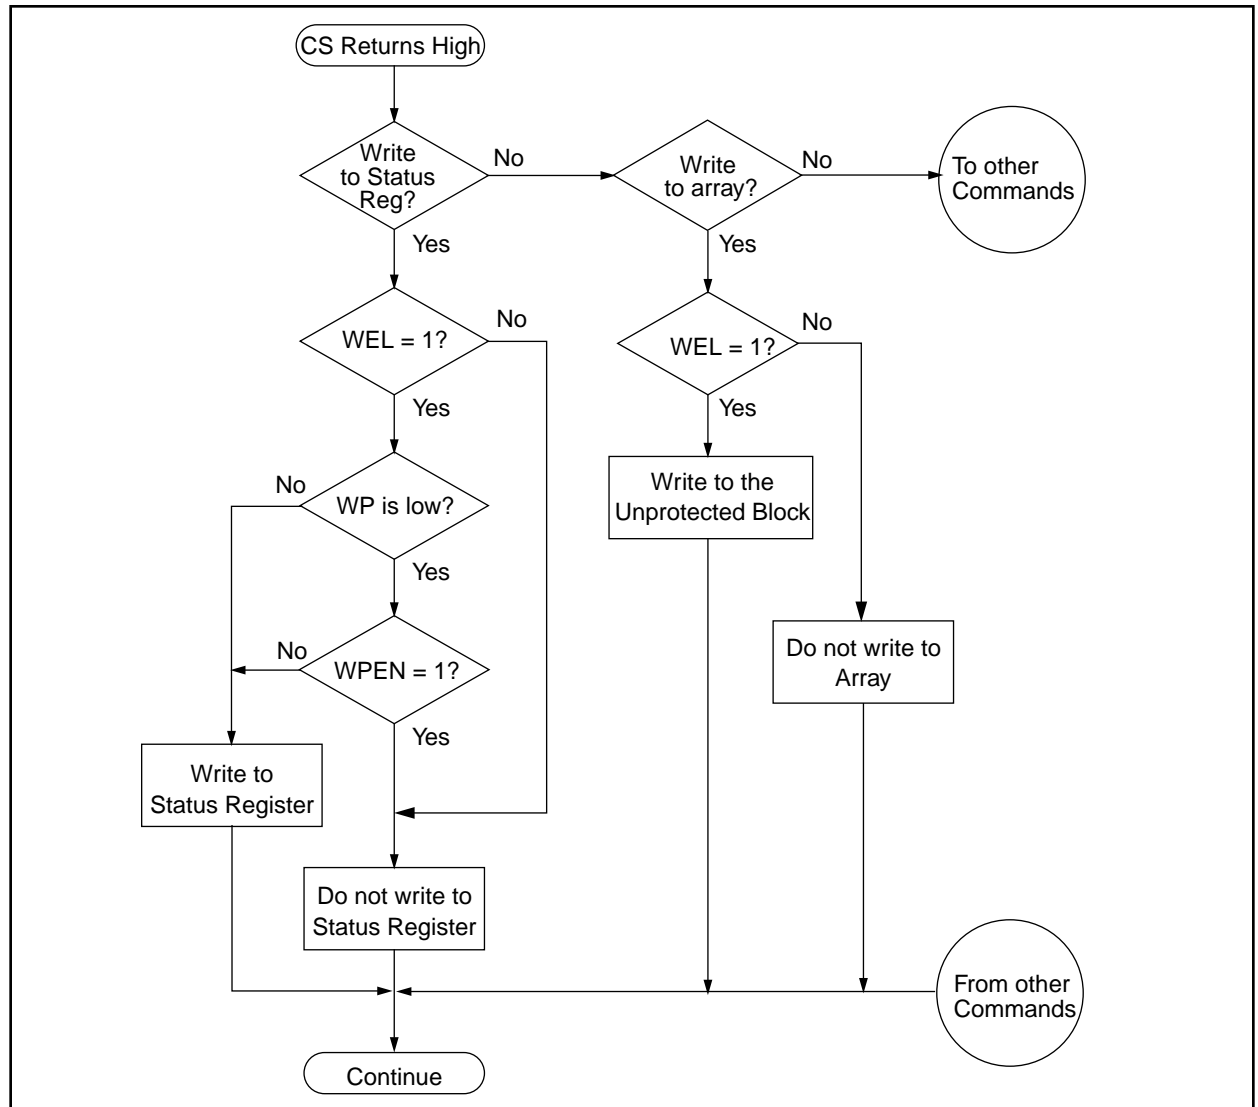 CS Returns High
Write
to Status
Reg?
No
Write
to array?
No
To other
Commands
Yes
Yes
WEL = 1?
No
WEL = 1?
No
Yes
Yes
No
WP is low?
Write to the
Unprotected Block
Yes
No
WPEN = 1?
Do not write to
Array
Yes
Write to
Status Register
Do not write to
Status Register
From other
Commands
Continue